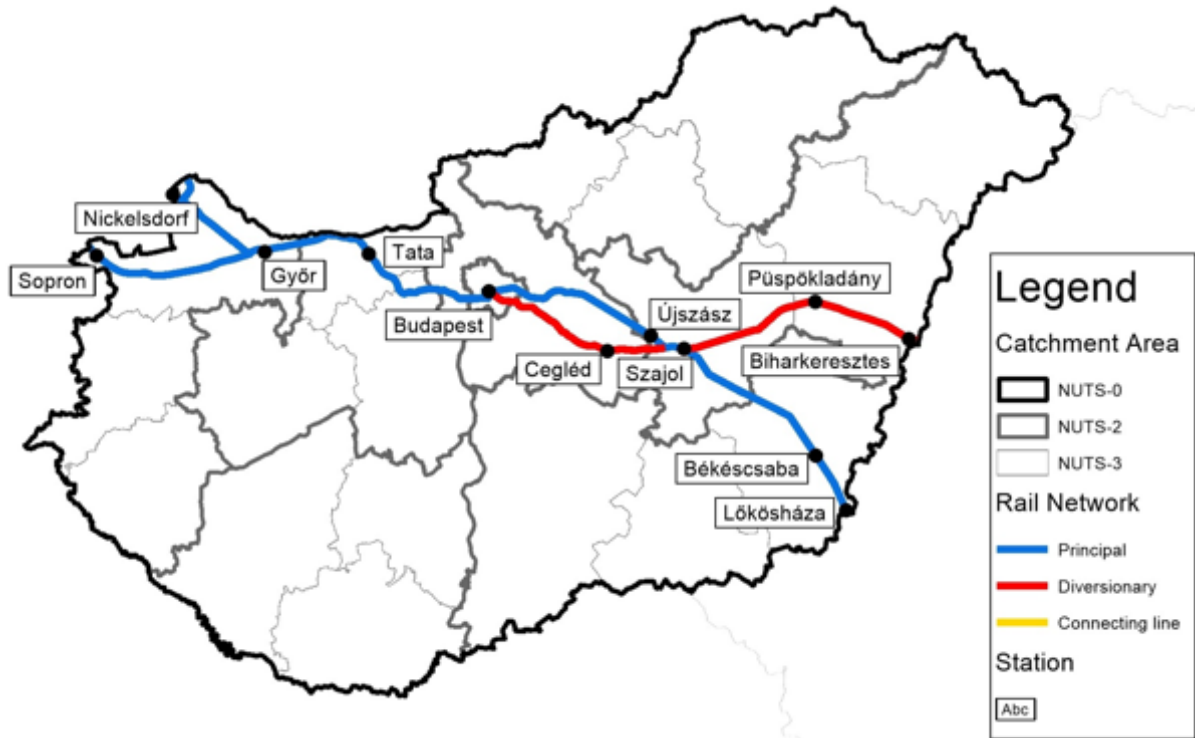 Nickelsdorf
Sopron
Győr
Tata
Budapest
Cegléd
Újszász
Szajol
Püspökladány
Biharkeresztes
Békéscsaba
Lőkösháza
Legend
Catchment Area
NUTS-0
NUTS-2
NUTS-3
Rail Network
Principal
Diversionary
Connecting line
Station
Abc